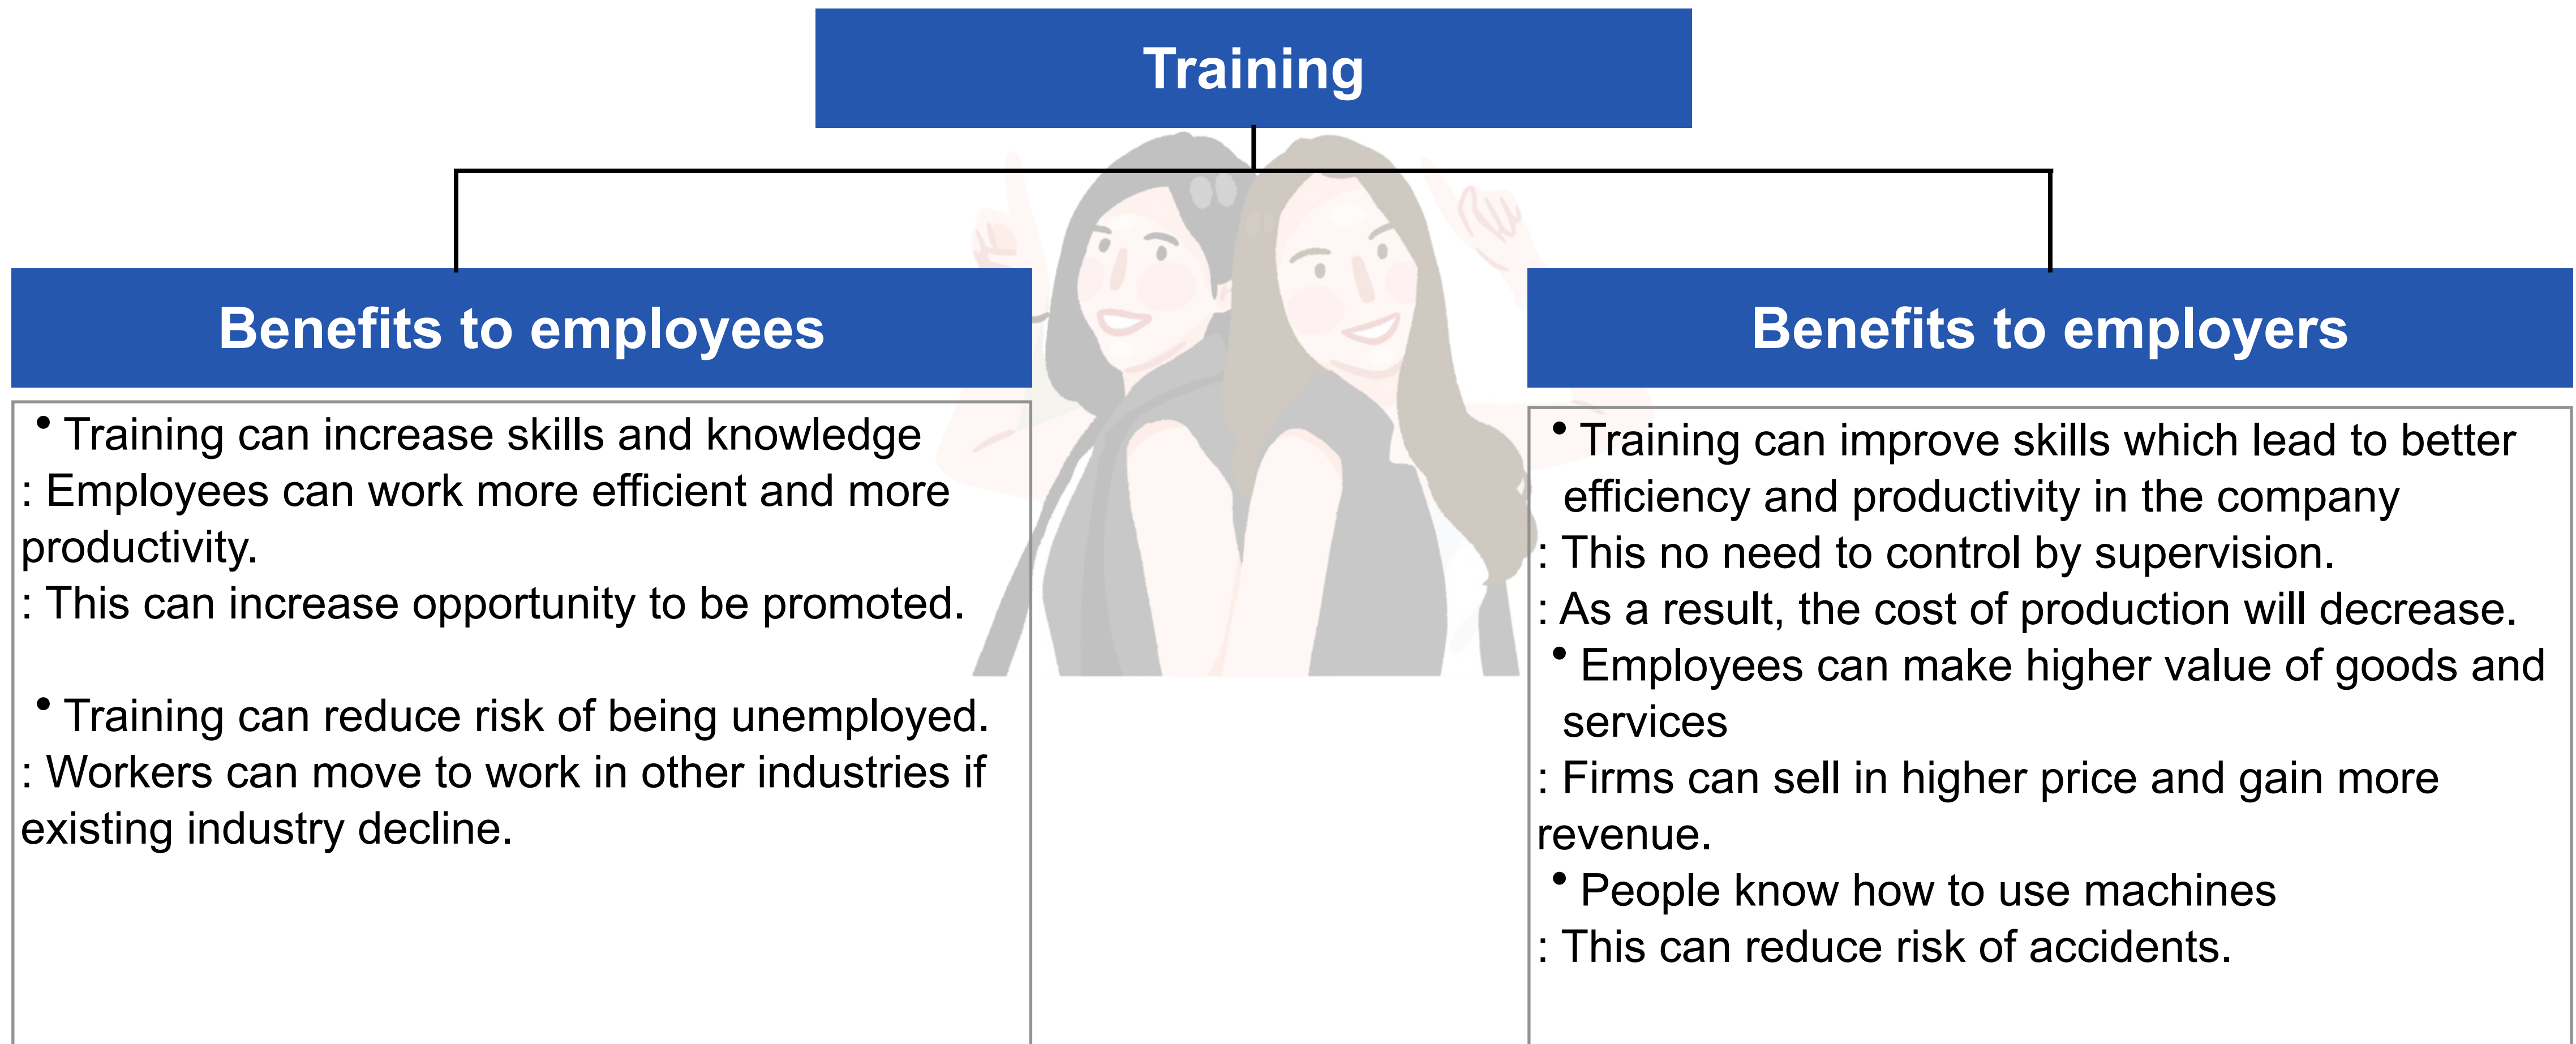 Training
Benefits to employees
• Training can increase skills and knowledge
: Employees can work more efficient and more
productivity.
: This can increase opportunity to be promoted.
• Training can reduce risk of being unemployed.
: Workers can move to work in other industries if
existing industry decline.
Benefits to employers
• Training can improve skills which lead to better
efficiency and productivity in the company
: This no need to control by supervision.
: As a result, the cost of production will decrease.
• Employees can make higher value of goods and
services
: Firms can sell in higher price and gain more
revenue.
• People know how to use machines
: This can reduce risk of accidents.